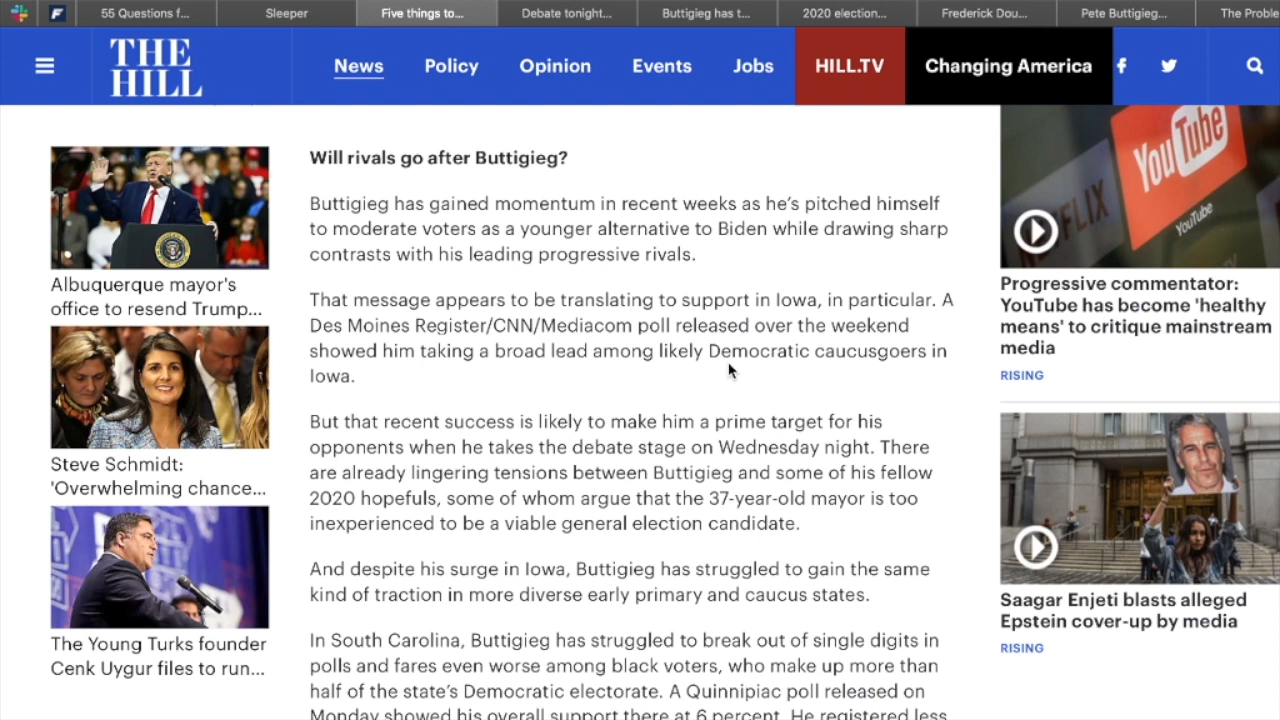 55 Questions f...
Sleeper
Five things to...
Debate tonight...
Buttigieg has t...
2020 election...
Frederick Dou...
Pete Buttigieg...
The Proble
THE
HILL
News
Policy
Opinion
Events
Jobs
HILL.TV
Changing America
Albuquerque mayor's
office to resend Trump...
Steve Schmidt:
'Overwhelming chance...
The Young Turks founder
Cenk Uygur files to run...
Will rivals go after Buttigieg?
Buttigieg has gained momentum in recent weeks as he's pitched himself
to moderate voters as a younger alternative to Biden while drawing sharp
contrasts with his leading progressive rivals.
That message appears to be translating to support in Iowa, in particular. A
Des Moines Register/CNN/Mediacom poll released over the weekend
showed him taking a broad lead among likely Democratic caucusgoers in
Iowa.
But that recent success is likely to make him a prime target for his
opponents when he takes the debate stage on Wednesday night. There
are already lingering tensions between Buttigieg and some of his fellow
2020 hopefuls, some of whom argue that the 37-year-old mayor is too
inexperienced to be a viable general election candidate.
And despite his surge in Iowa, Buttigieg has struggled to gain the same
kind of traction in more diverse early primary and caucus states.
In South Carolina, Buttigieg has struggled to break out of single digits in
polls and fares even worse among black voters, who make up more than
half of the state's Democratic electorate. A Quinnipiac poll released on
Monday showed his overall support there at 6 percent. He registered less
YouTube
YouTube
FLIX
Progressive commentator:
YouTube has become 'healthy
means' to critique mainstream
media
RISING
Saagar Enjeti blasts alleged
Epstein cover-up by media
RISING